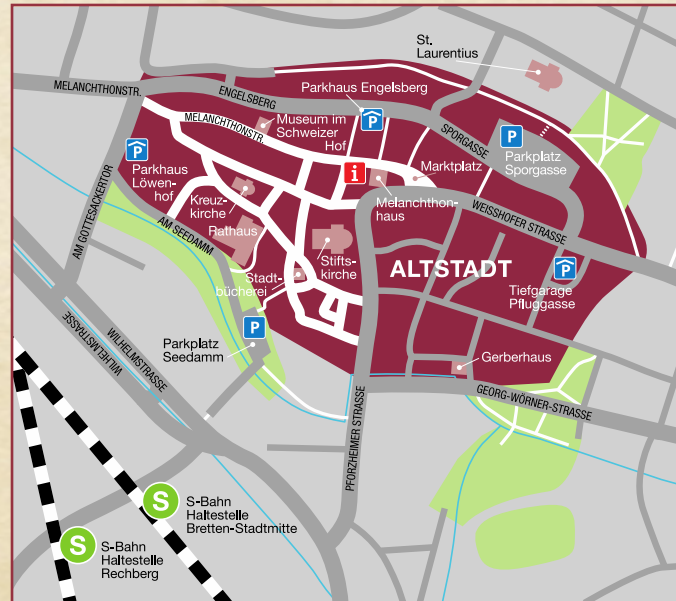 St.
Laurentius
MELANCHTHONSTR.
ENGELSBERG
Parkhaus Engelsberg
P
MELANCHTHONSTR.
Museum im
Schweizer
Hof
SPORGASSE
P
Parkplatz
Sporgasse
P
Parkhaus
Löwen-
hof
i
Marktplatz
Kreuz-
kirche
Melanchthon-
haus
AM GOTTESACKERTOR
AM SEEDAMM
Rathaus
WEISSHOFER STRASSE
Stifts-
kirche
ALTSTADT
P
Tiefgarage
Pfluggasse
Stadt-
bücherei
P
Parkplatz
Seedamm
WILHELMSTRASSE
WILHELMSTRASSE
Gerberhaus
GEORG-WÖRNER-STRASSE
PFORZHEIMER STRASSE
S
S-Bahn
Haltestelle
Bretten-Stadtmitte
S
S-Bahn
Haltestelle
Rechberg